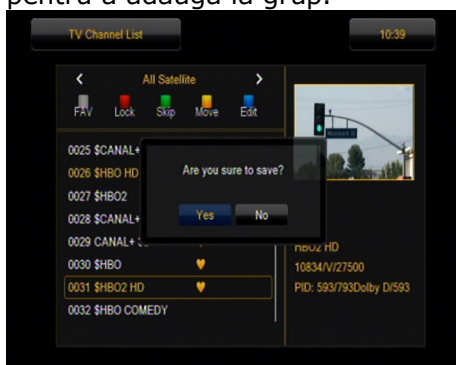 pentru a adăuga la grup.
TV Channel List
10:39
All Satellite
FAV Lock Skip Move Edit
0025 $CANAL+
0026 $HBO HD
0027 $HBO2
0028 $CANAL+
0029 CANAL+
0030 $HBO
0031 $HBO2 HD
0032 $HBO COMEDY
Are you sure to save?
Yes No
HBO2 HD
10834/V/27500
PID: 593/793Dolby D/593